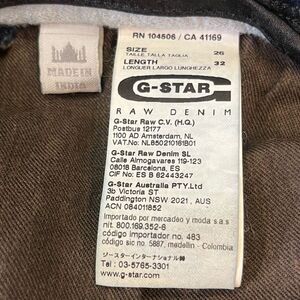 MADE IN
INDIA
RN 104506 / CA 41169
SIZE 26
TAILLE TALLA TAGLIA
LENGTH 32
LONGUER LARGO LUNGHEZZA
G-STAR
RAW DENIM
G-Star Raw C.V. (H.Q.)
Postbus 12177
1100 AD Amsterdam, NL
VAT.No: NL850210161B01
G-Star Raw Denim SL
Calle Almogavares 119-123
08018 Barcelona, ES
CIF No: ES B 62443247
G-Star Australia PTY.Ltd
3b Victoria ST
Paddington NSW 2021, AUS
ACN 084011852
Importado por mercadeo y moda s.a.s
nit. 800.169.352-6
código importador no. 483
código sic no. 5887, medellin - Colombia
ソースターインターナショナル㈱
Tel : 03-5765-3301
www.g-star.com